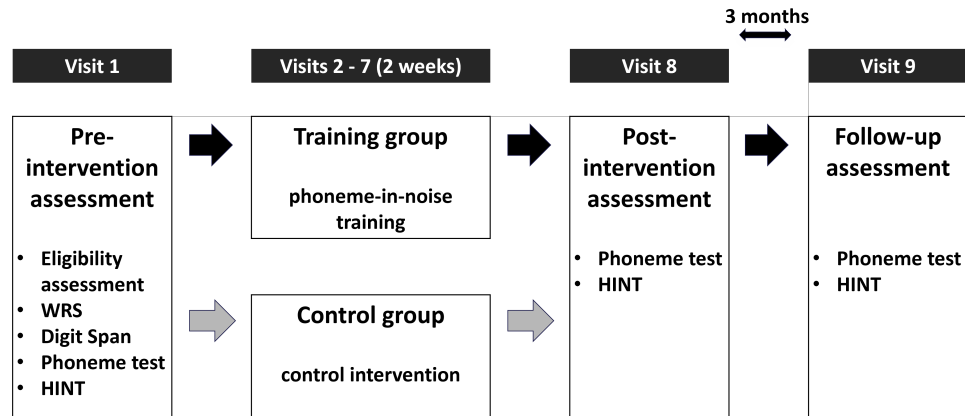 3 months
Visit 1
Visits 2 - 7 (2 weeks)
Visit 8
Visit 9
Pre-
intervention
assessment
• Eligibility
assessment
• WRS
• Digit Span
• Phoneme test
• HINT
Training group
phoneme-in-noise
training
Control group
control intervention
Post-
intervention
assessment
• Phoneme test
• HINT
Follow-up
assessment
• Phoneme test
• HINT